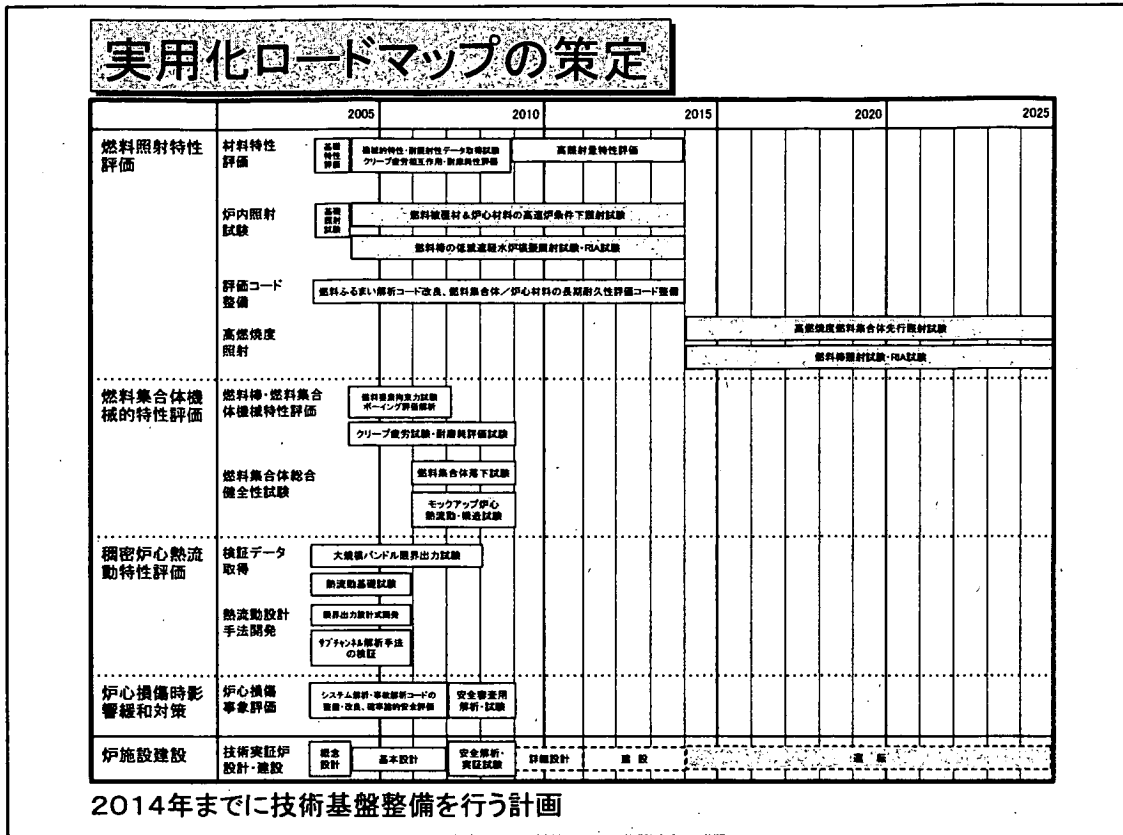 実用化ロードマップの策定
2005 2010 2015 2020 2025
燃料照射特性
評価
材料特性
評価
基礎
特性
評価
機械的特性・耐照射性データ取得試験
クリープ疲労相互作用・耐摩耗性評価
高照射量特性評価
炉内照射
試験
基礎
照射
試験
燃料被覆材&炉心材料の高速炉条件下照射試験
燃料棒の低減速軽水炉模擬照射試験・RIA試験
評価コード
整備
燃料ふるまい解析コード改良、燃料集合体/炉心材料の長期耐久性評価コード整備
高燃焼度
照射
高燃焼度燃料集合体先行照射試験
燃料棒照射試験・RIA試験
燃料集合体機
械的特性評価
燃料棒・燃料集合
体機械特性評価
燃料要素拘束力試験
ボーイング評価解析
クリープ疲労試験・耐磨耗評価試験
燃料集合体総合
健全性試験
燃料集合体落下試験
モックアップ炉心
熱流動・構造試験
稠密炉心熱流
動特性評価
検証データ
取得
大規模バンドル限界出力試験
熱流動基礎試験
熱流動設計
手法開発
限界出力設計式開発
サブチャンネル解析手法
の検証
炉心損傷時影
響緩和対策
炉心損傷
事象評価
システム解析・事故解析コードの
整備・改良、確率論的安全評価
安全審査用
解析・試験
炉施設建設
技術実証炉
設計・建設
概念
設計
基本設計
安全解析・
実証試験
詳細設計
建 設
運 転
2014年までに技術基盤整備を行う計画